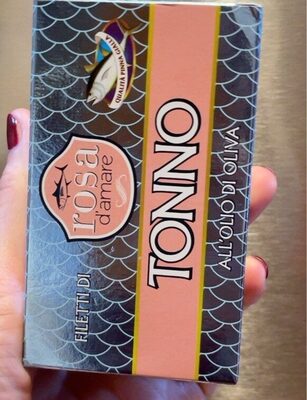 QUALITÀ PINNA GIALLA
rosa
d'amare
FILETTI DI
TONNO
ALL'OLIO DI OLIVA